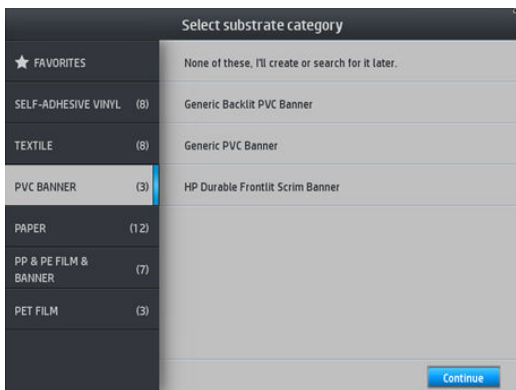 Select substrate category
FAVORITES
SELF-ADHESIVE VINYL (8)
TEXTILE (8)
PVC BANNER (3)
PAPER (12)
PP & PE FILM &
BANNER (7)
PET FILM (3)
None of these, I'll create or search for it later.
Generic Backlit PVC Banner
Generic PVC Banner
HP Durable Frontlit Scrim Banner
Continue